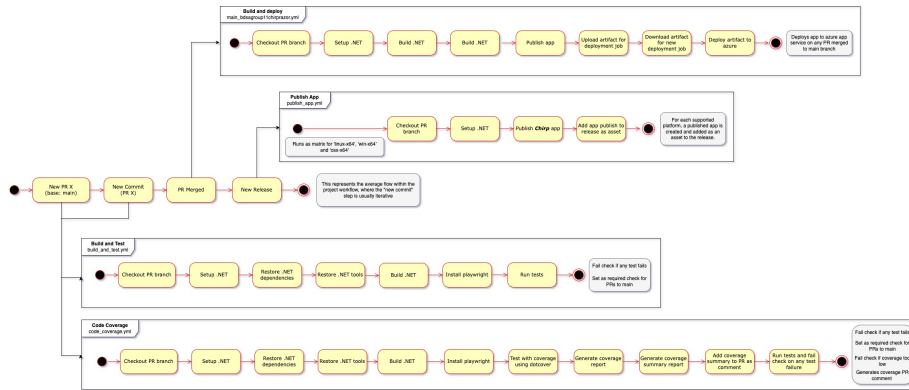 Build and deploy
main_bdsagroup11chirprazor.yml
Checkout PR branch
Setup .NET
Build .NET
Build .NET
Publish app
Upload artifact for
deployment job
Download artifact
for new
deployment job
Deploy artifact to
azure
Deploys app to azure app
service on any PR merged
to main branch
Publish App
publish_app.yml
Runs as matrix for 'linux-x64', 'win-x64'
and 'osx-x64'
Checkout PR
branch
Setup .NET
Publish Chirp app
Add app publish to
release as asset
For each supported
platform, a published app is
created and added as an
asset to the release.
New PR X
(base: main)
New Commit
(PR X)
PR Merged
New Release
This represents the average flow within the
project workflow, where the "new commit"
step is usually iterative
Build and Test
build_and_test.yml
Checkout PR branch
Setup .NET
Restore .NET
dependencies
Restore .NET tools
Build .NET
Install playwright
Run tests
Fail check if any test fails
Set as required check for
PRs to main
Code Coverage
code_coverage.yml
Checkout PR branch
Setup .NET
Restore .NET
dependencies
Restore .NET tools
Build .NET
Install playwright
Test with coverage
using dotcover
Generate coverage
report
Generate coverage
summary report
Add coverage
summary to PR as
comment
Run tests and fail
check on any test
failure
Fail check if any test fails
Set as required check for
PRs to main
Fail check if coverage too
low
Generates coverage PR
comment